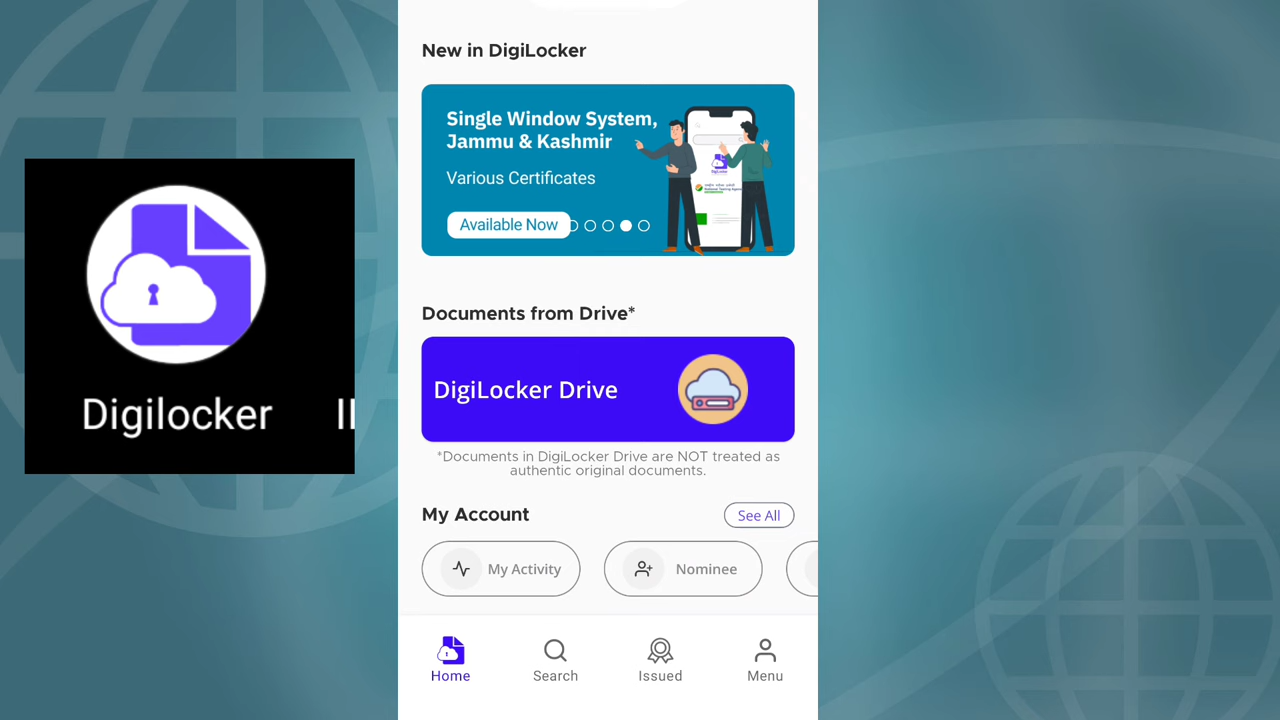 Digilocker
New in DigiLocker
Single Window System,
Jammu & Kashmir
Various Certificates
Available Now
Documents from Drive*
DigiLocker Drive
*Documents in DigiLocker Drive are NOT treated as
authentic original documents.
My Account
See All
My Activity
Nominee
Home
Search
Issued
Menu